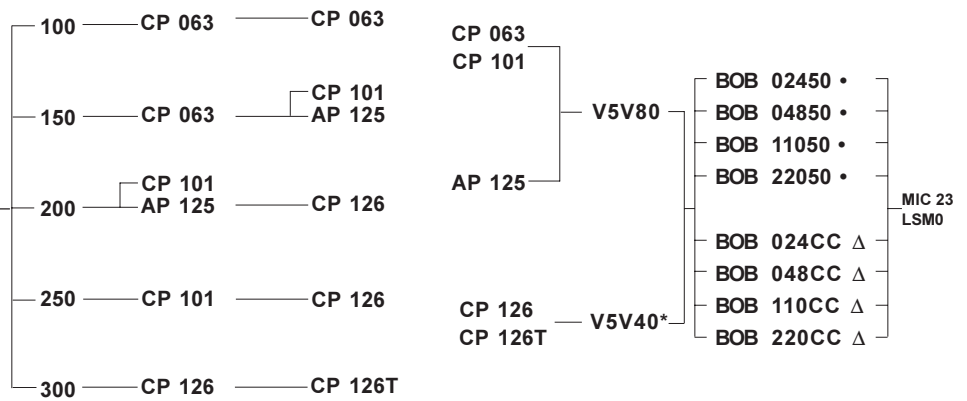 100 CP 063 CP 063
CP 101
150 CP 063 AP 125
CP 101
200 AP 125 CP 126
250 CP 101 CP 126
300 CP 126 CP 126T
CP 063
CP 101
V5V80
AP 125
CP 126
V5V40*
CP 126T
BOB 02450 •
BOB 04850 •
BOB 11050 •
BOB 22050 •
BOB 024CC Δ
BOB 048CC Δ
BOB 110CC Δ
BOB 220CC Δ
MIC 23
LSM0